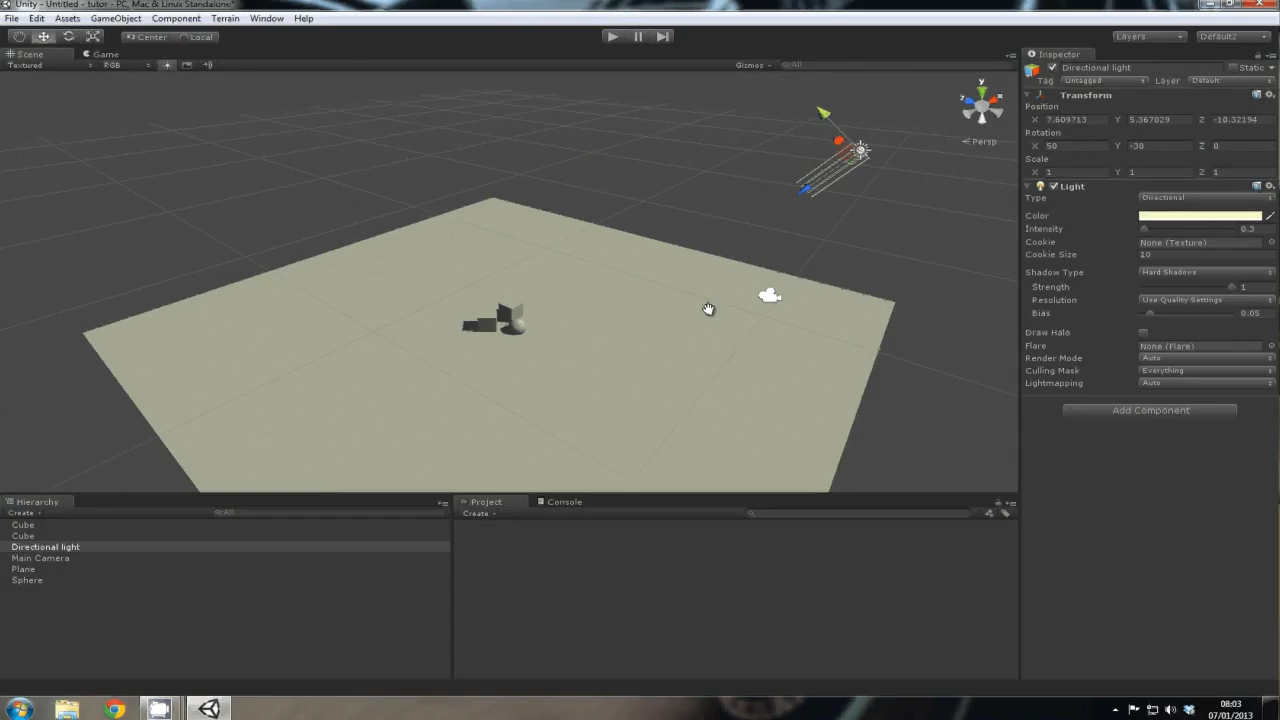 Unity - Untitled - tutor - PC, Mac & Linux Standalone*
File Edit Assets GameObject Component Terrain Window Help
Center Local Layers Default2
Scene Game Inspector
Textured RGB Gizmos All
Directional light Static
Tag Untagged Layer Default
Transform
Position
X 7.609713 Y 5.367029 Z -10.32194
Rotation
X 50 Y -30 Z 0
Scale
X 1 Y 1 Z 1
y
z x
Persp
Light
Type Directional
Color
Intensity 0.3
Cookie None (Texture)
Cookie Size 10
Shadow Type Hard Shadows
Strength 1
Resolution Use Quality Settings
Bias 0.05
Draw Halo
Flare None (Flare)
Render Mode Auto
Culling Mask Everything
Lightmapping Auto
Add Component
Hierarchy Project Console
Create All Create
Cube
Cube
Directional light
Main Camera
Plane
Sphere
08:03
07/01/2013